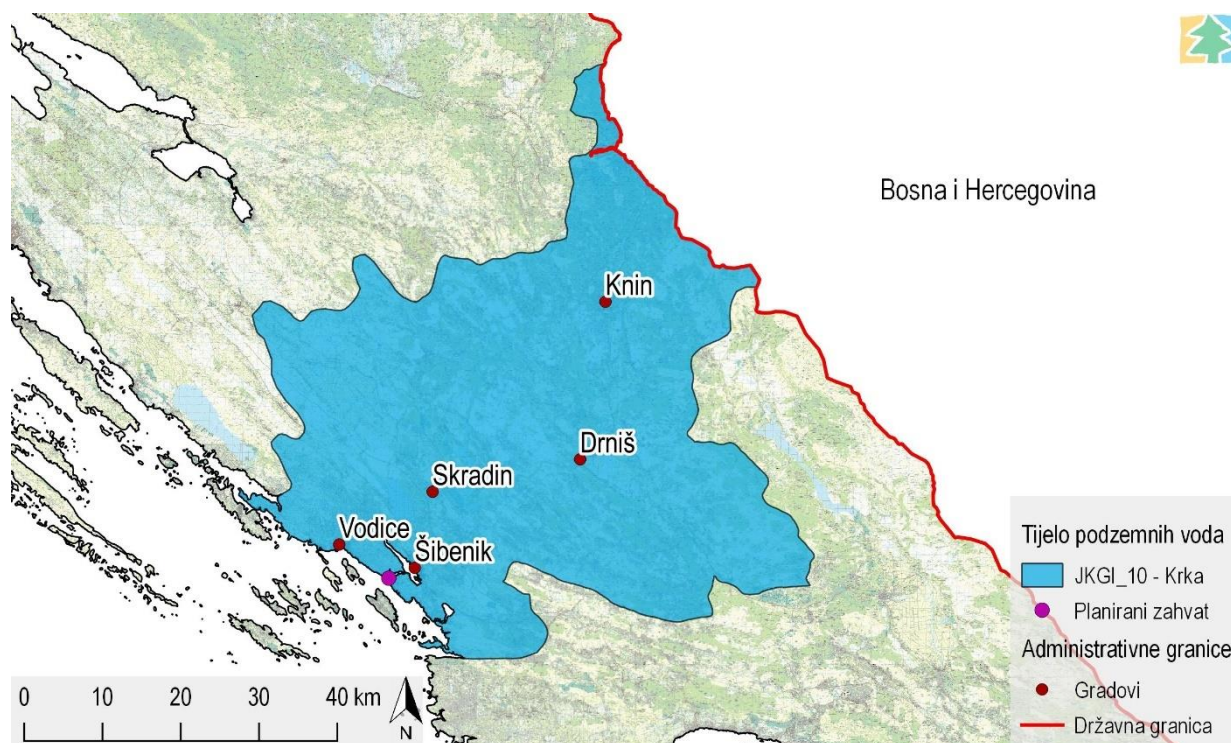 Bosna i Hercegovina
Knin
Drniš
Skradin
Vodice
Šibenik
Tijelo podzemnih voda
JKGI_10 - Krka
Planirani zahvat
Administrativne granice
Gradovi
Državna granica
0 10 20 30 40 km
N